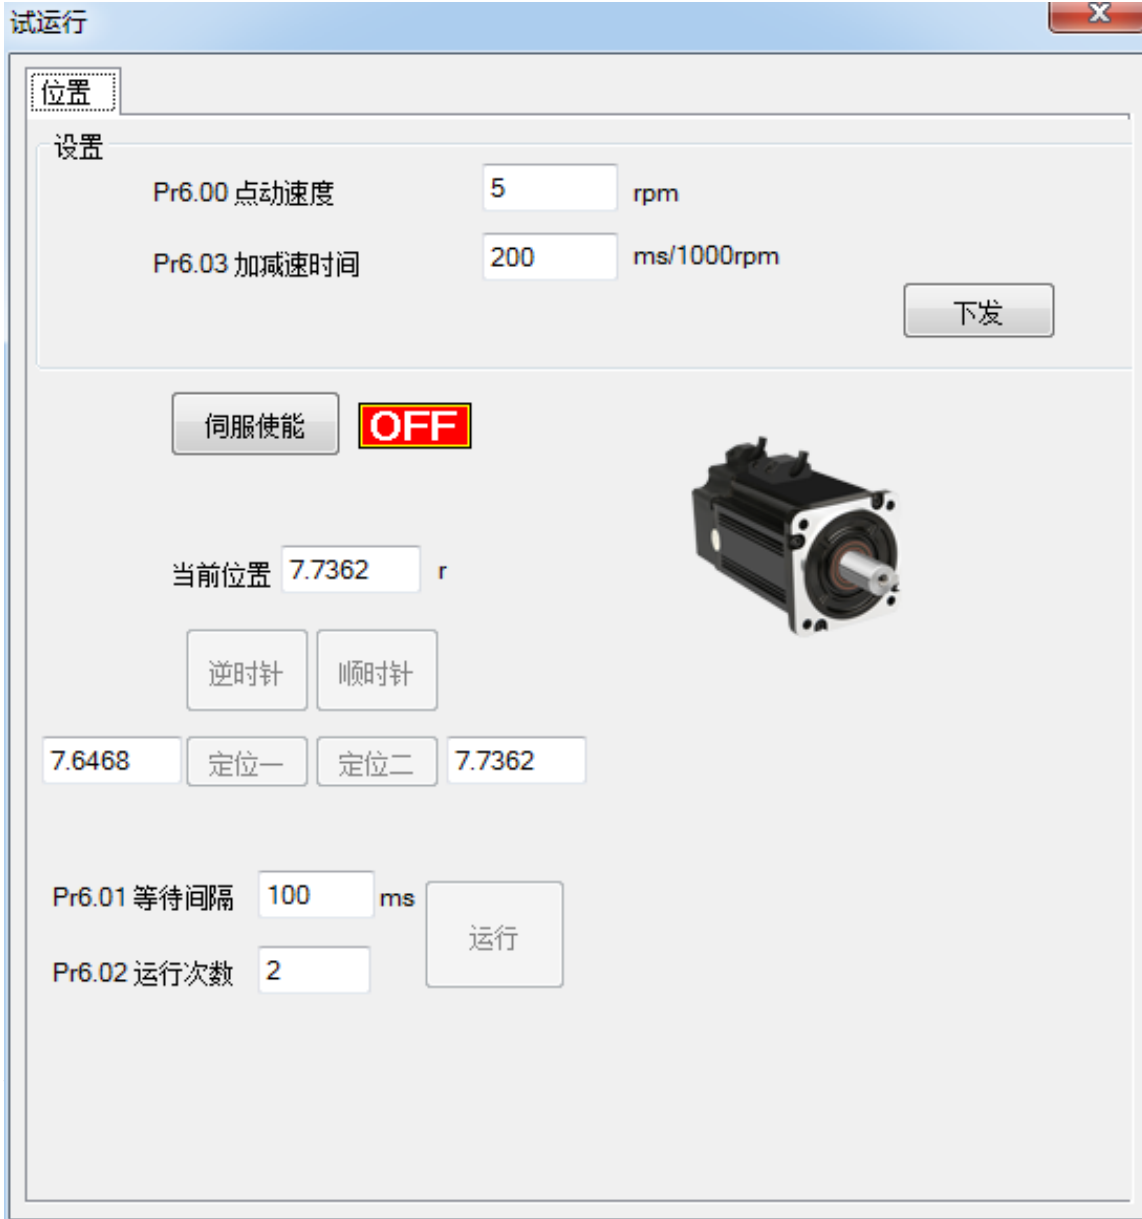 试运行
x
位置
设置
Pr6.00 点动速度 5 rpm
Pr6.03 加减速时间 200 ms/1000rpm
下发
伺服使能 OFF
当前位置 7.7362 r
逆时针 顺时针
7.6468 定位一 定位二 7.7362
Pr6.01 等待间隔 100 ms
运行
Pr6.02 运行次数 2